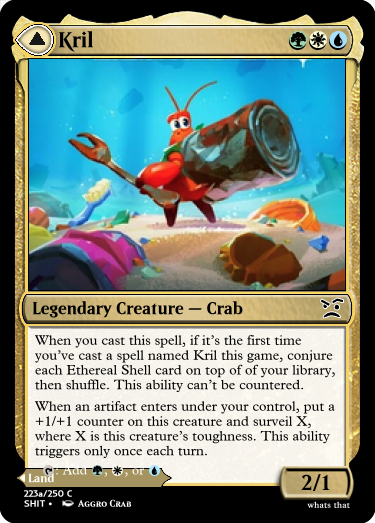 Kril
Legendary Creature — Crab
When you cast this spell, if it's the first time
you've cast a spell named Kril this game, conjure
each Ethereal Shell card on top of of your library,
then shuffle. This ability can't be countered.
When an artifact enters under your control, put a
+1/+1 counter on this creature and surveil X,
where X is this creature's toughness. This ability
triggers only once each turn.
: Add , , or
Land
2/1
223a/250 C
SHIT • Aggro Crab
whats that